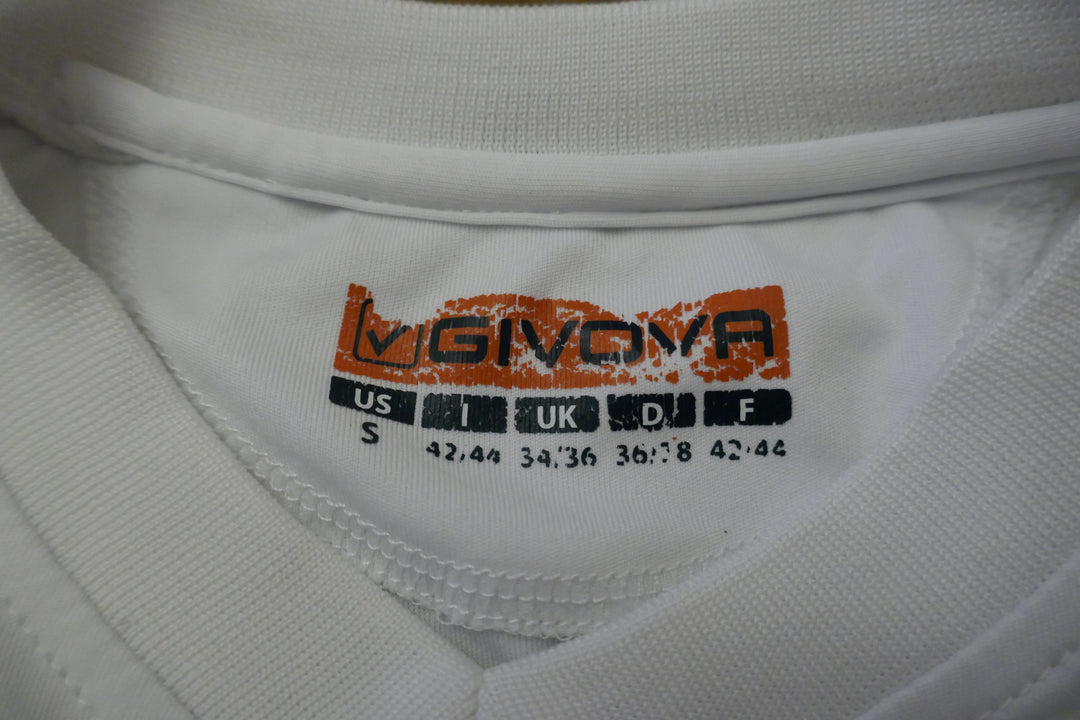 GIVOVA
US I UK D F
S 42/44 34/36 36/38 42/44